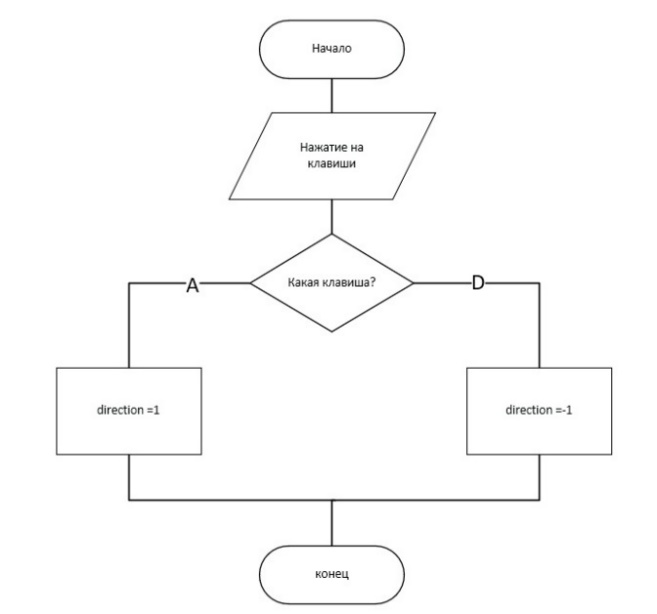 Начало
Нажатие на
клавиши
Какая клавиша?
A
D
direction =1
direction =-1
конец